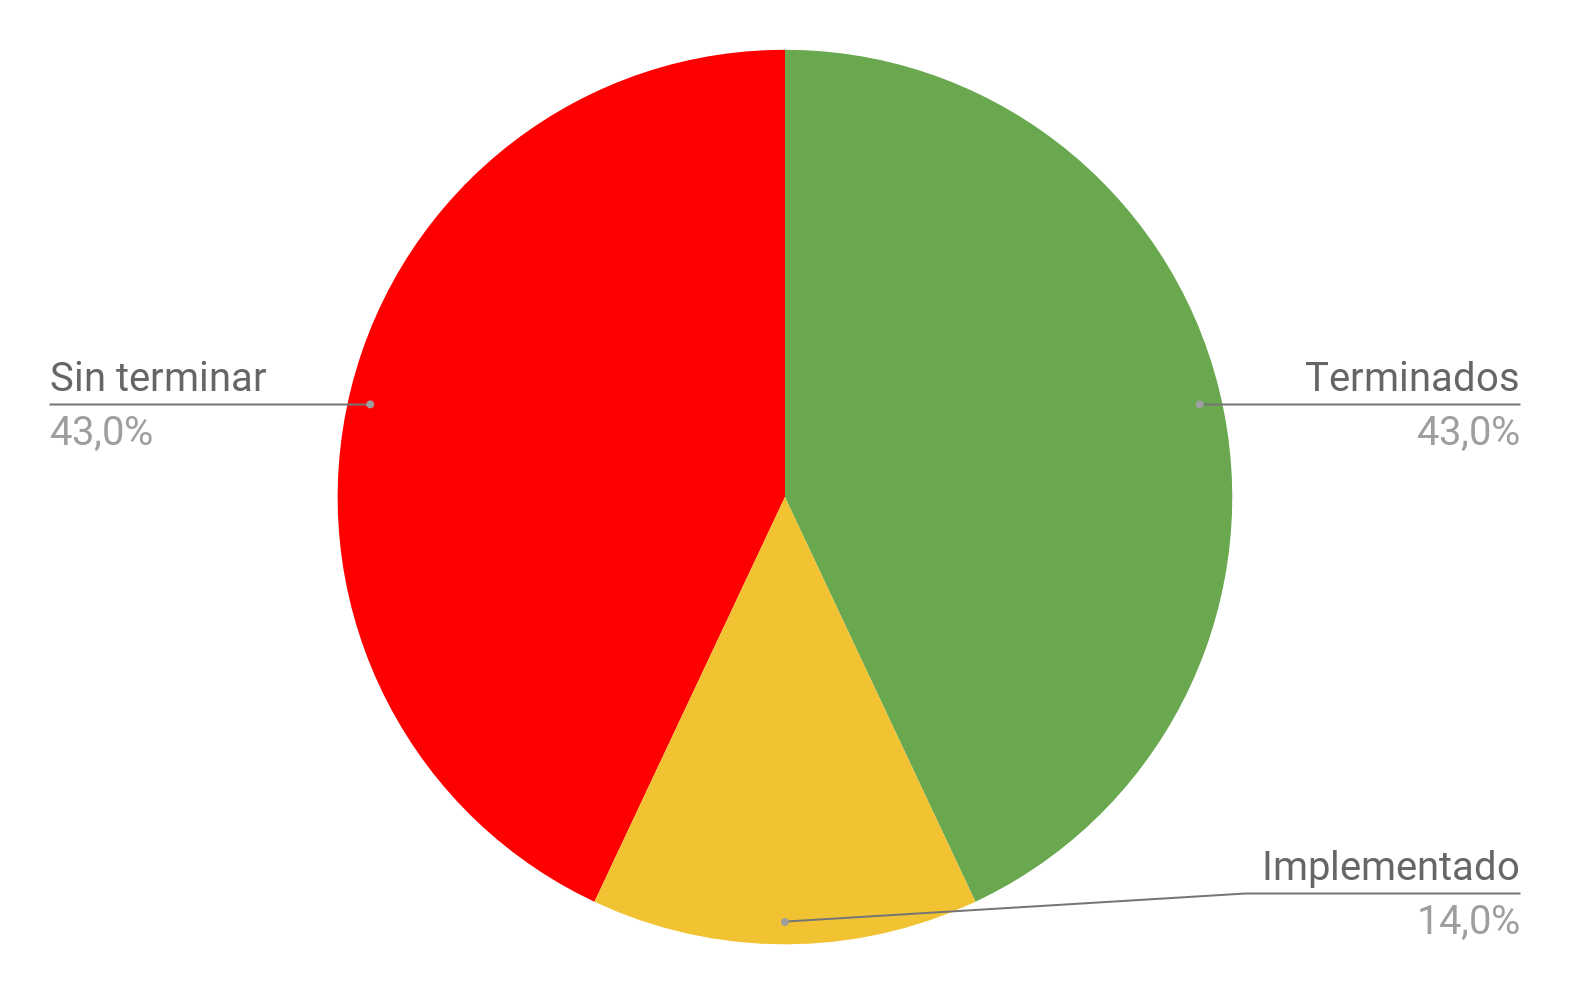 Sin terminar
43,0%
Terminados
43,0%
Implementado
14,0%